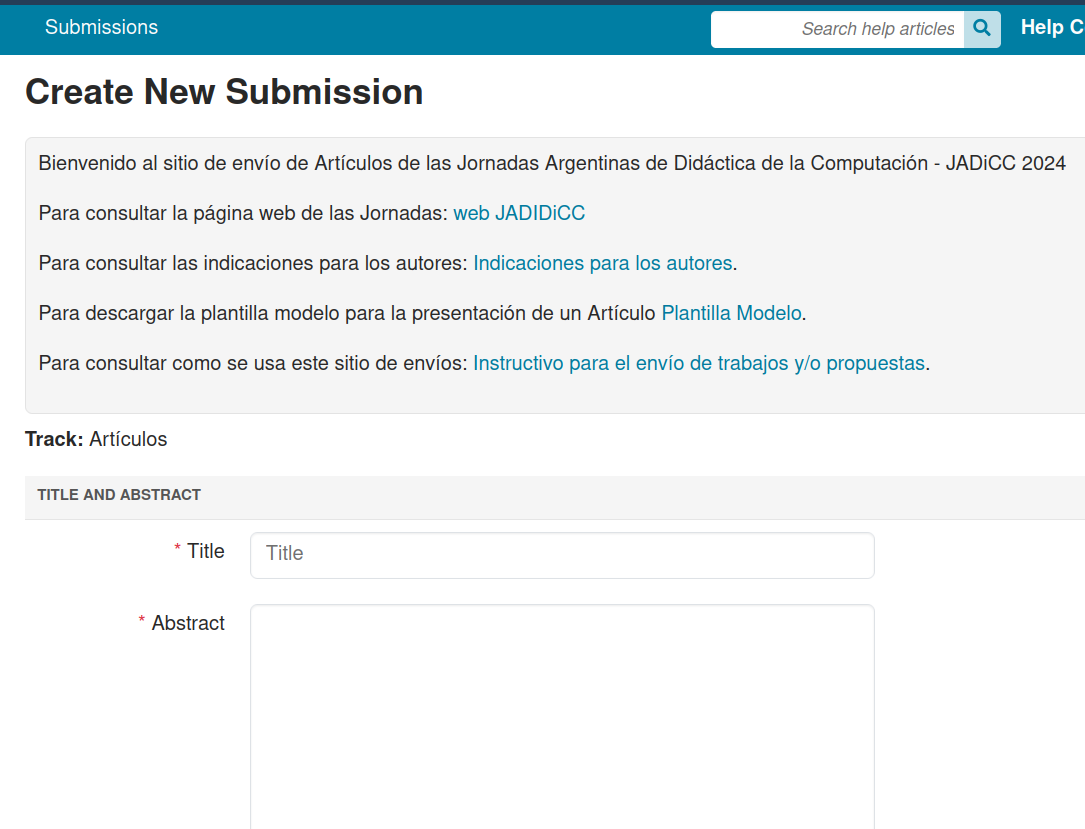 Submissions
Search help articles
Help C
Create New Submission
Bienvenido al sitio de envío de Artículos de las Jornadas Argentinas de Didáctica de la Computación - JADiCC 2024
Para consultar la página web de las Jornadas: web JADIDiCC
Para consultar las indicaciones para los autores: Indicaciones para los autores.
Para descargar la plantilla modelo para la presentación de un Artículo Plantilla Modelo.
Para consultar como se usa este sitio de envíos: Instructivo para el envío de trabajos y/o propuestas.
Track: Artículos
TITLE AND ABSTRACT
* Title
Title
* Abstract